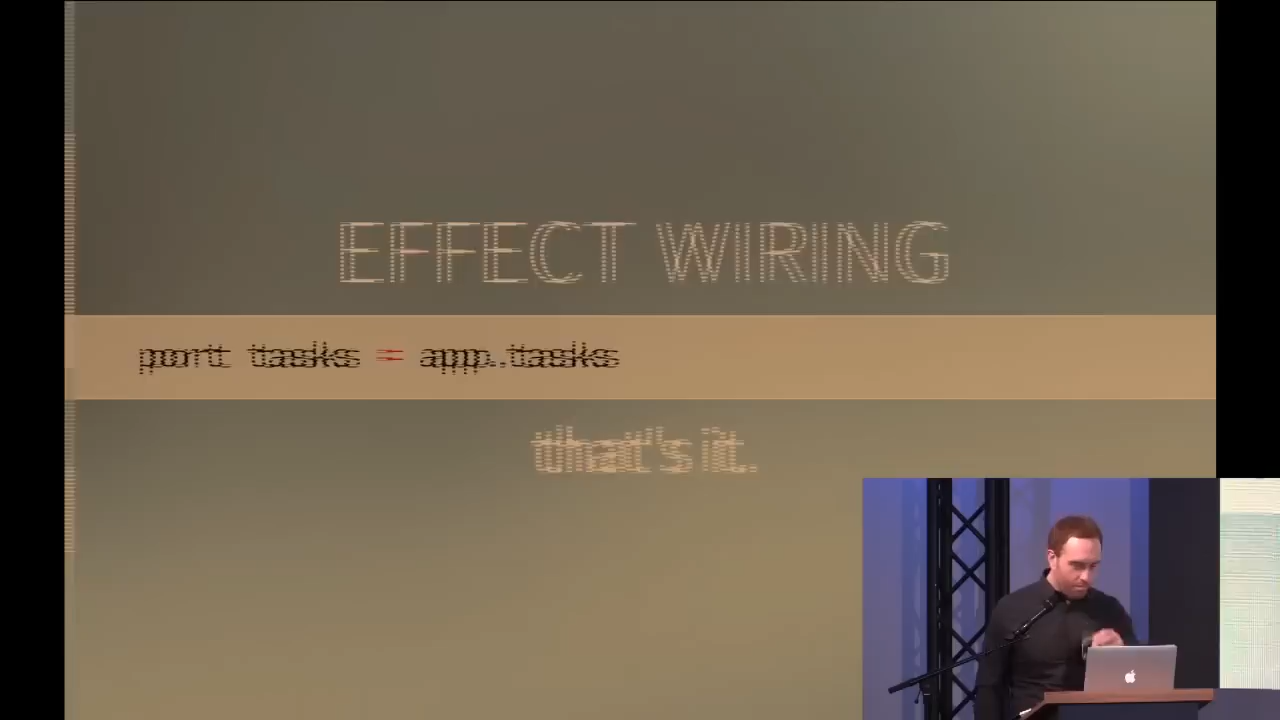 EFFECT WIRING
port tasks = app.tasks
that's it.